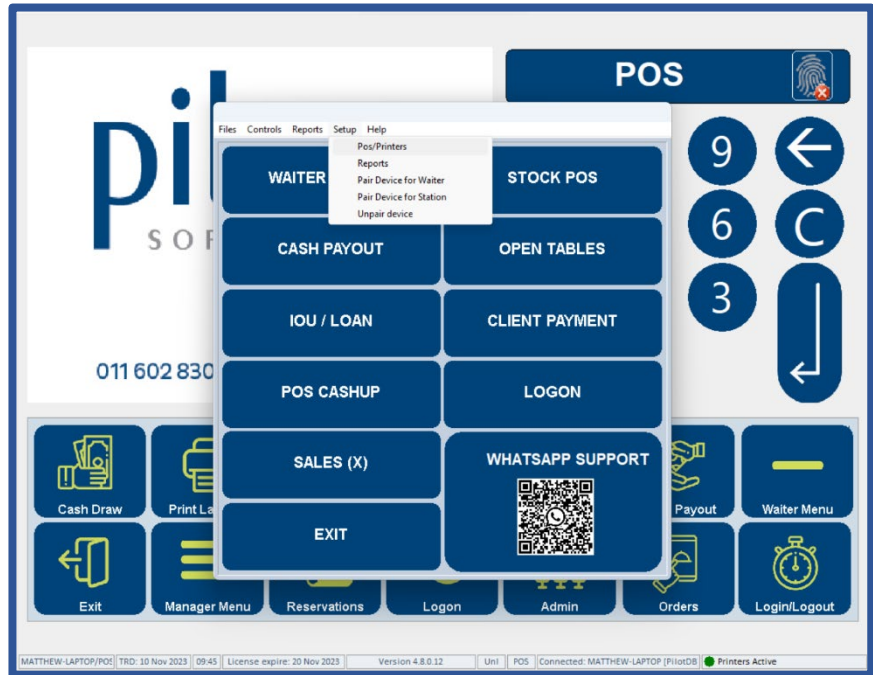 POS
pil
SOF
011 602 830
9
6
C
3
Files Controls Reports Setup Help
Pos/Printers
Reports
Pair Device for Waiter
Pair Device for Station
Unpair device
WAITER
STOCK POS
CASH PAYOUT
OPEN TABLES
IOU / LOAN
CLIENT PAYMENT
POS CASHUP
LOGON
SALES (X)
WHATSAPP SUPPORT
EXIT
Cash Draw
Print La
Payout
Waiter Menu
Exit
Manager Menu
Reservations
Logon
Admin
Orders
Login/Logout
MATTHEW-LAPTOP/POS TRD: 10 Nov 2023 09:45 License expire: 20 Nov 2023 Version 4.8.0.12 Unl POS Connected: MATTHEW-LAPTOP [PilotDB Printers Active